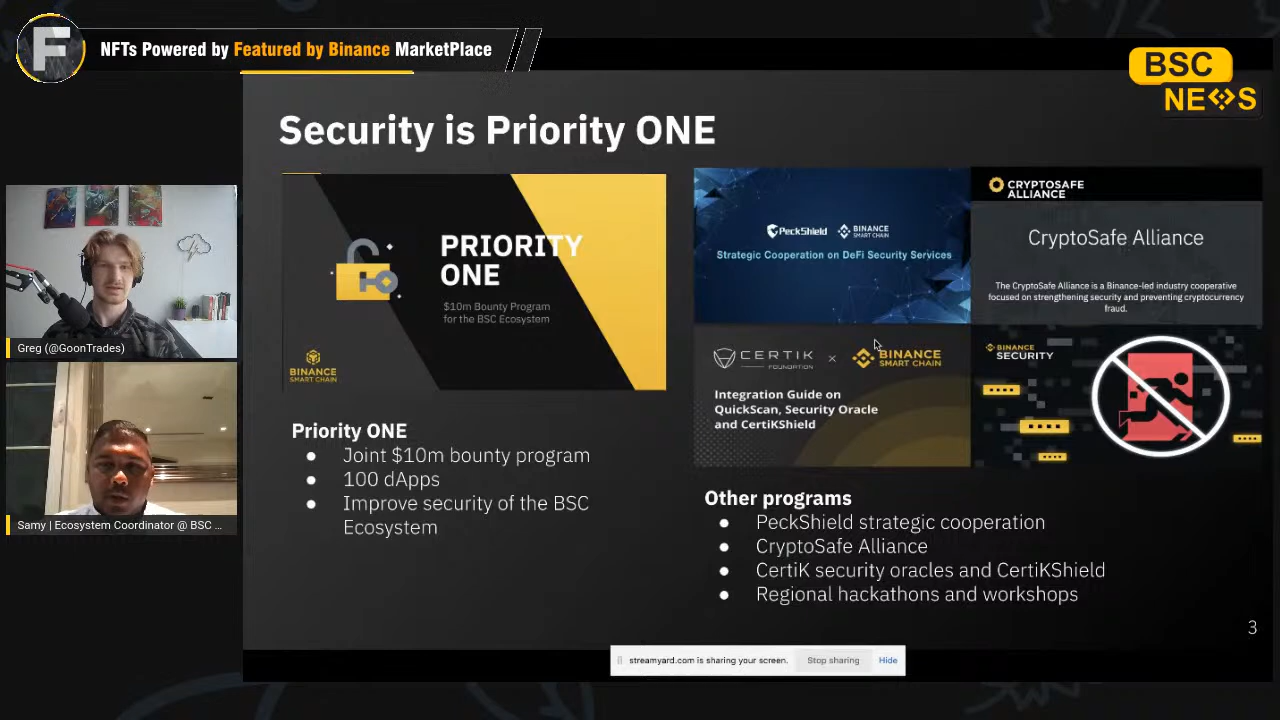 F
NFTs Powered by Featured by Binance MarketPlace
BSC
NEWS
Security is Priority ONE
PRIORITY
ONE
$10m Bounty Program
for the BSC Ecosystem
BINANCE
SMART CHAIN
PeckShield BINANCE SMART CHAIN
Strategic Cooperation on DeFi Security Services
CRYPTOSAFE
ALLIANCE
CryptoSafe Alliance
The CryptoSafe Alliance is a Binance-led industry cooperative
focused on strengthening security and preventing cryptocurrency
fraud.
CERTIK FOUNDATION × BINANCE SMART CHAIN
Integration Guide on
QuickScan, Security Oracle
and CertiKShield
BINANCE
SECURITY
Greg (@GoonTrades)
Samy | Ecosystem Coordinator @ BSC ...
Priority ONE
● Joint $10m bounty program
● 100 dApps
● Improve security of the BSC
Ecosystem
Other programs
● PeckShield strategic cooperation
● CryptoSafe Alliance
● CertiK security oracles and CertiKShield
● Regional hackathons and workshops
3
streamyard.com is sharing your screen. Stop sharing Hide